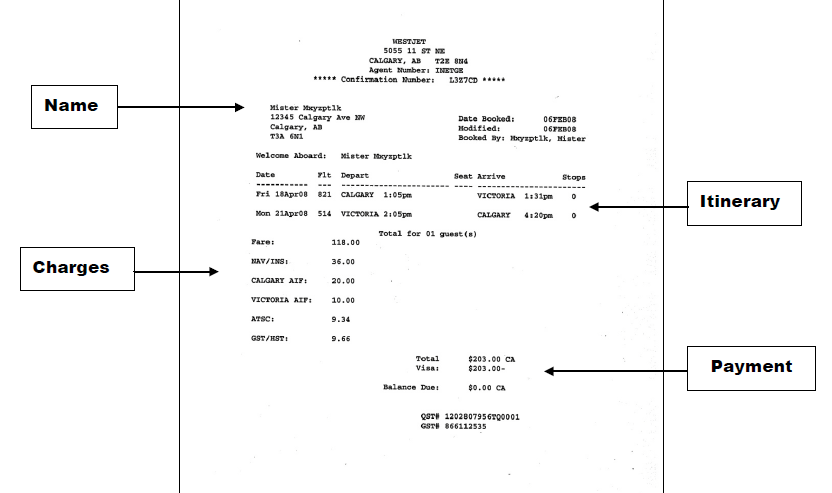 WESTJET
5055 11 ST NE
CALGARY, AB T2E 8N4
Agent Number: INETGE
***** Confirmation Number: L3Z7CD *****
Name
Mister Mxyzptlk
12345 Calgary Ave NW
Calgary, AB
T3A 6N1
Date Booked: 06FEB08
Modified: 06FEB08
Booked By: Mxyzptlk, Mister
Welcome Aboard: Mister Mxyzptlk
Date Flt Depart Seat Arrive Stops
----------- --- ----------------------- ---- ----------------------
Fri 18Apr08 821 CALGARY 1:05pm VICTORIA 1:31pm 0
Itinerary
Mon 21Apr08 514 VICTORIA 2:05pm CALGARY 4:20pm 0
Total for 01 guest(s)
Charges
Fare: 118.00
NAV/INS: 36.00
CALGARY AIF: 20.00
VICTORIA AIF: 10.00
ATSC: 9.34
GST/HST: 9.66
Payment
Total $203.00 CA
Visa: $203.00-
Balance Due: $0.00 CA
QST# 1202807956TQ0001
GST# 866112535